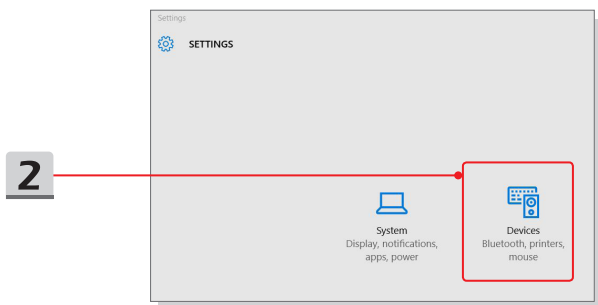 Settings
SETTINGS
2
System
Display, notifications,
apps, power
Devices
Bluetooth, printers,
mouse